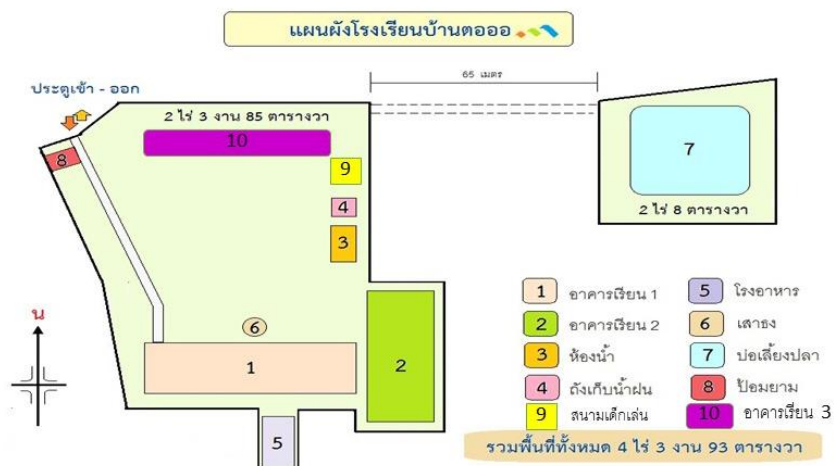 แผนผังโรงเรียนบ้านตอออ
65 เมตร
ประตูเข้า - ออก
2 ไร่ 3 งาน 85 ตารางวา
10
8
9
7
4
2 ไร่ 8 ตารางวา
3
น
6
1
2
5
1 อาคารเรียน 1
5 โรงอาหาร
2 อาคารเรียน 2
6 เสาธง
3 ห้องน้ำ
7 บ่อเลี้ยงปลา
4 ถังเก็บน้ำฝน
8 ป้อมยาม
9 สนามเด็กเล่น
10 อาคารเรียน 3
รวมพื้นที่ทั้งหมด 4 ไร่ 3 งาน 93 ตารางวา